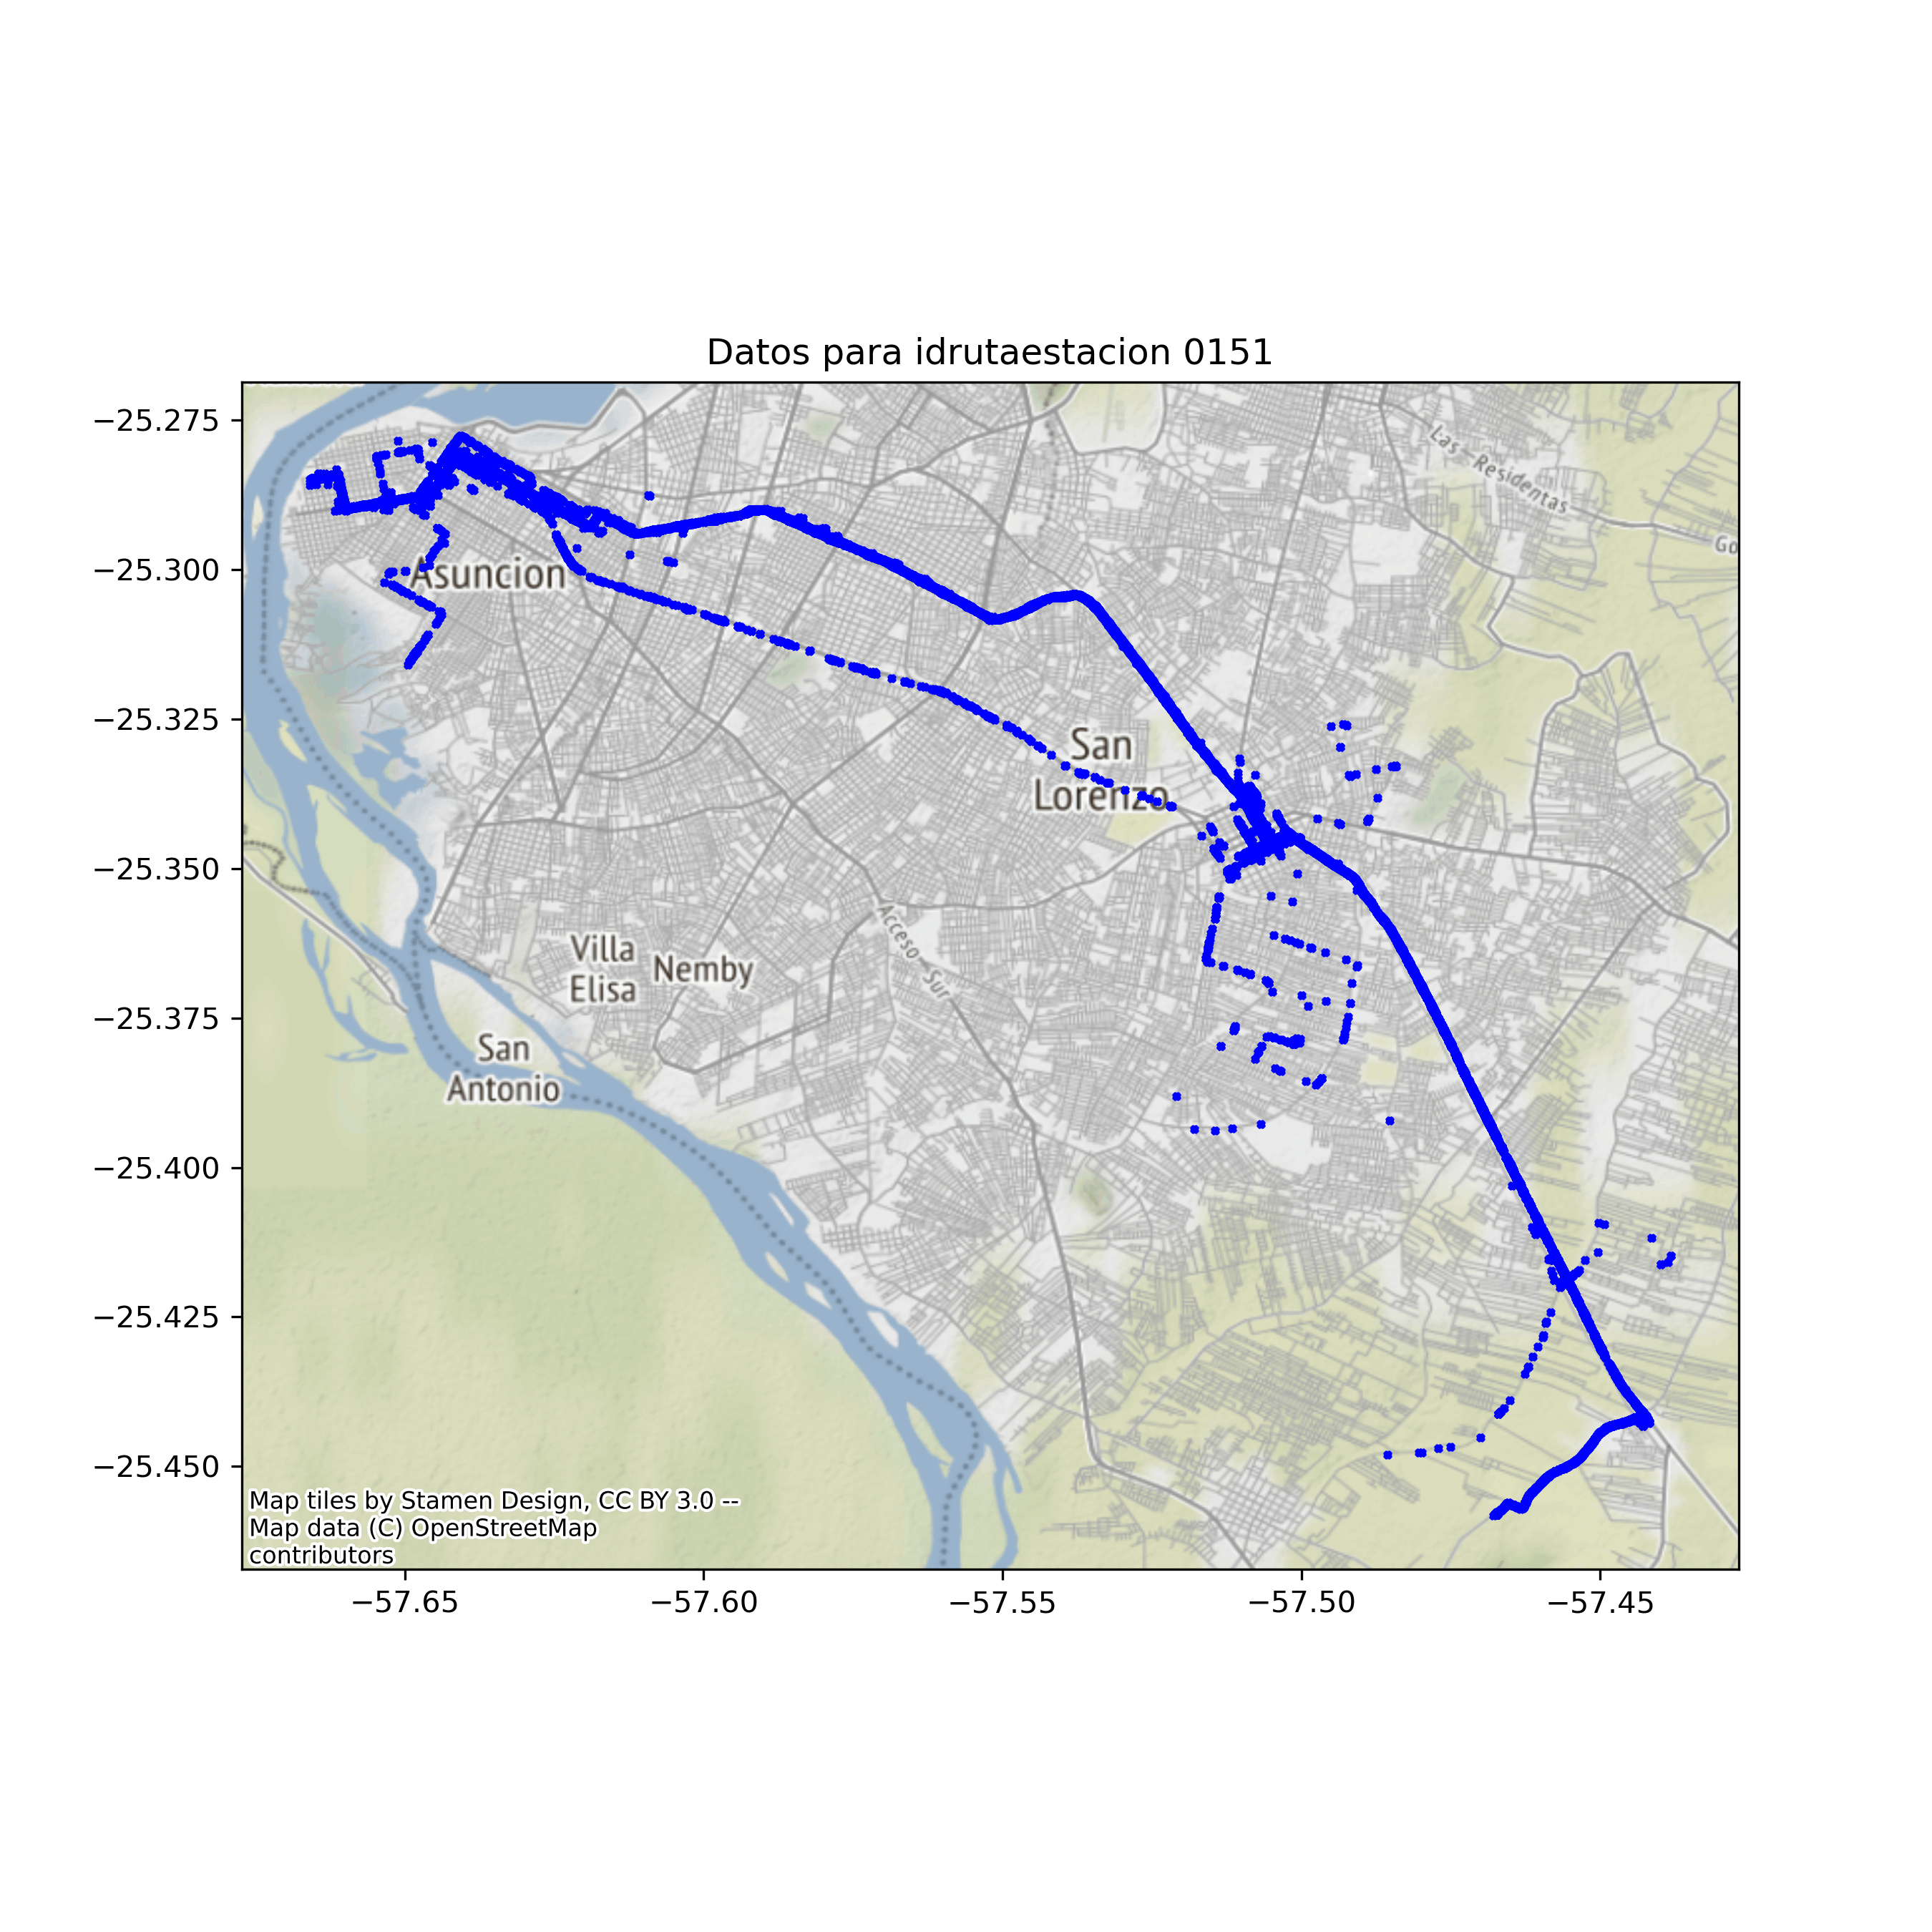 Datos para idrutaestacion 0151
−25.275
−25.300
−25.325
−25.350
−25.375
−25.400
−25.425
−25.450
Las - Residentas
Go
Asuncion
San
Lorenzo
Acceso - Sur
Villa
Elisa
Nemby
San
Antonio
Map tiles by Stamen Design, CC BY 3.0 --
Map data (C) OpenStreetMap
contributors
−57.65
−57.60
−57.55
−57.50
−57.45